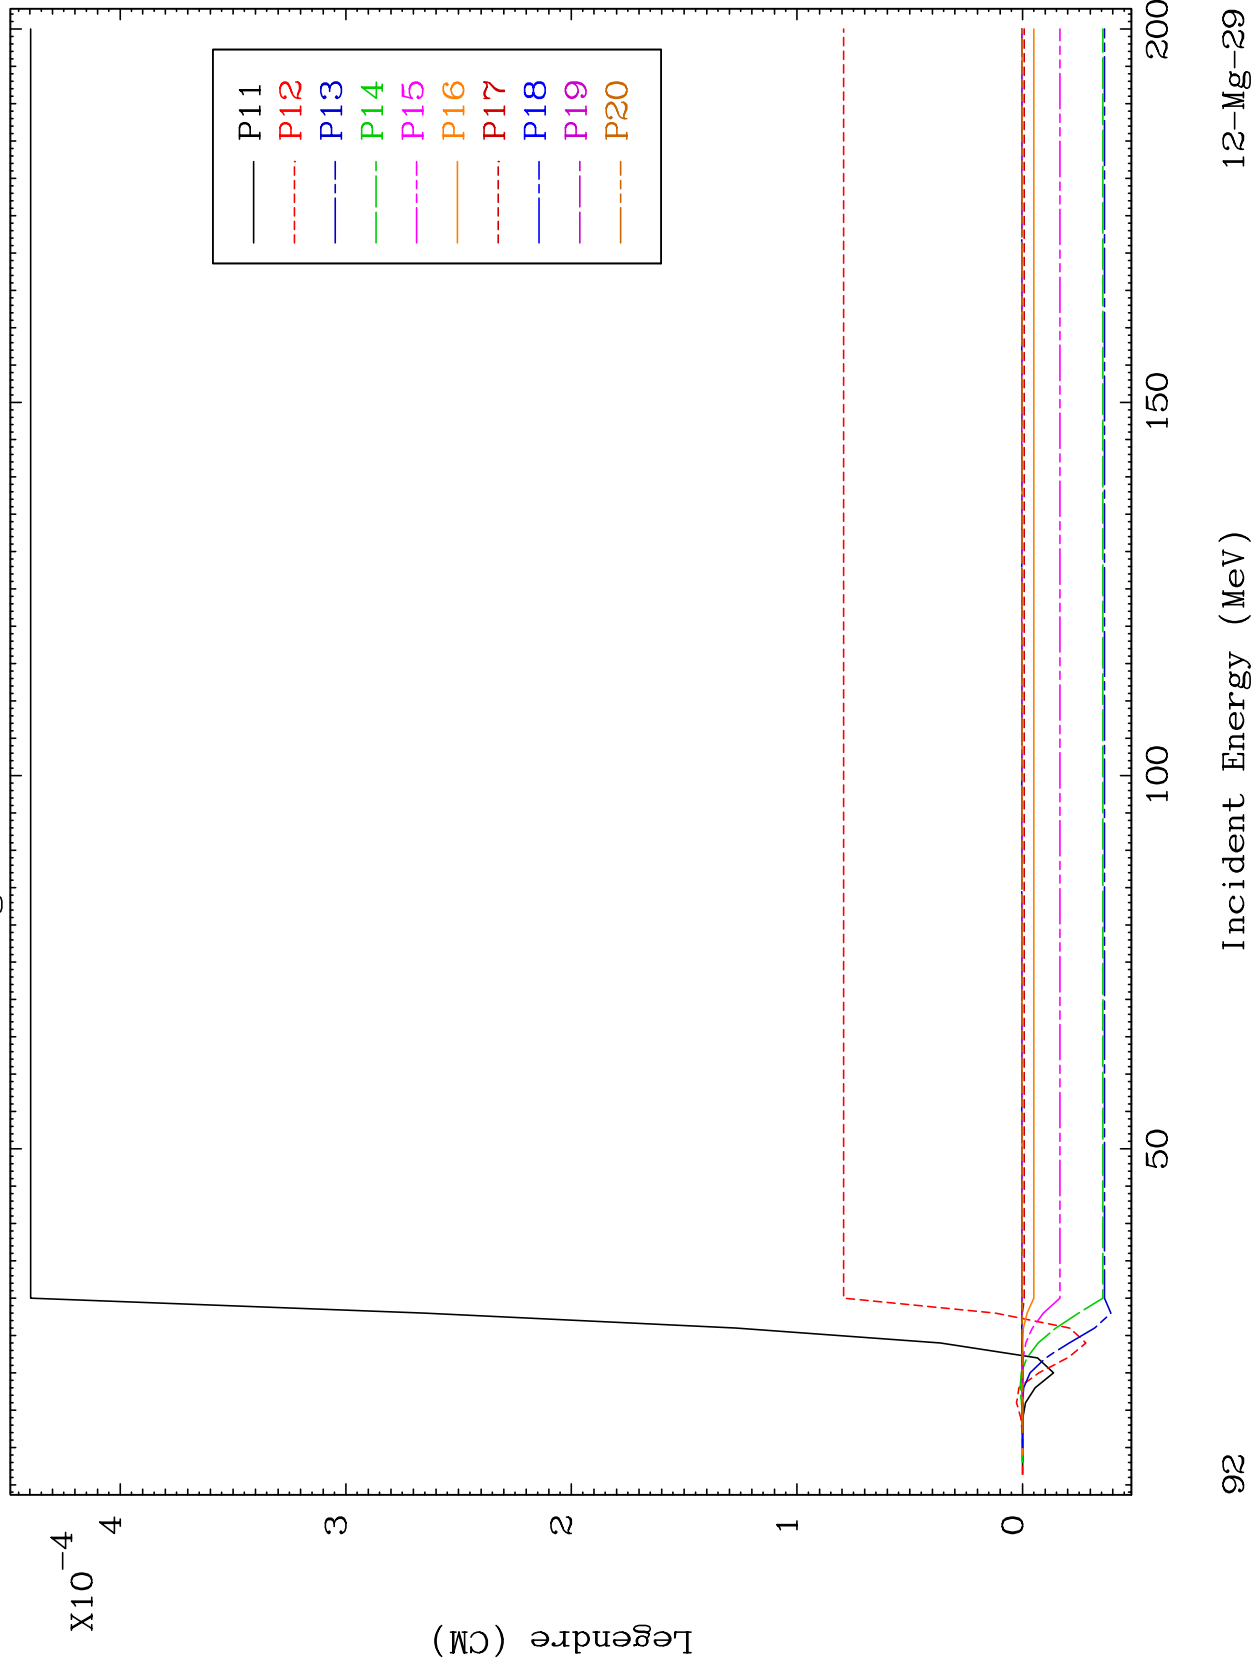 X10-4
4
3
2
1
0
Legendre (CM)
P11
P12
P13
P14
P15
P16
P17
P18
P19
P20
50
100
150
200
Incident Energy (MeV)
92
12-Mg-29